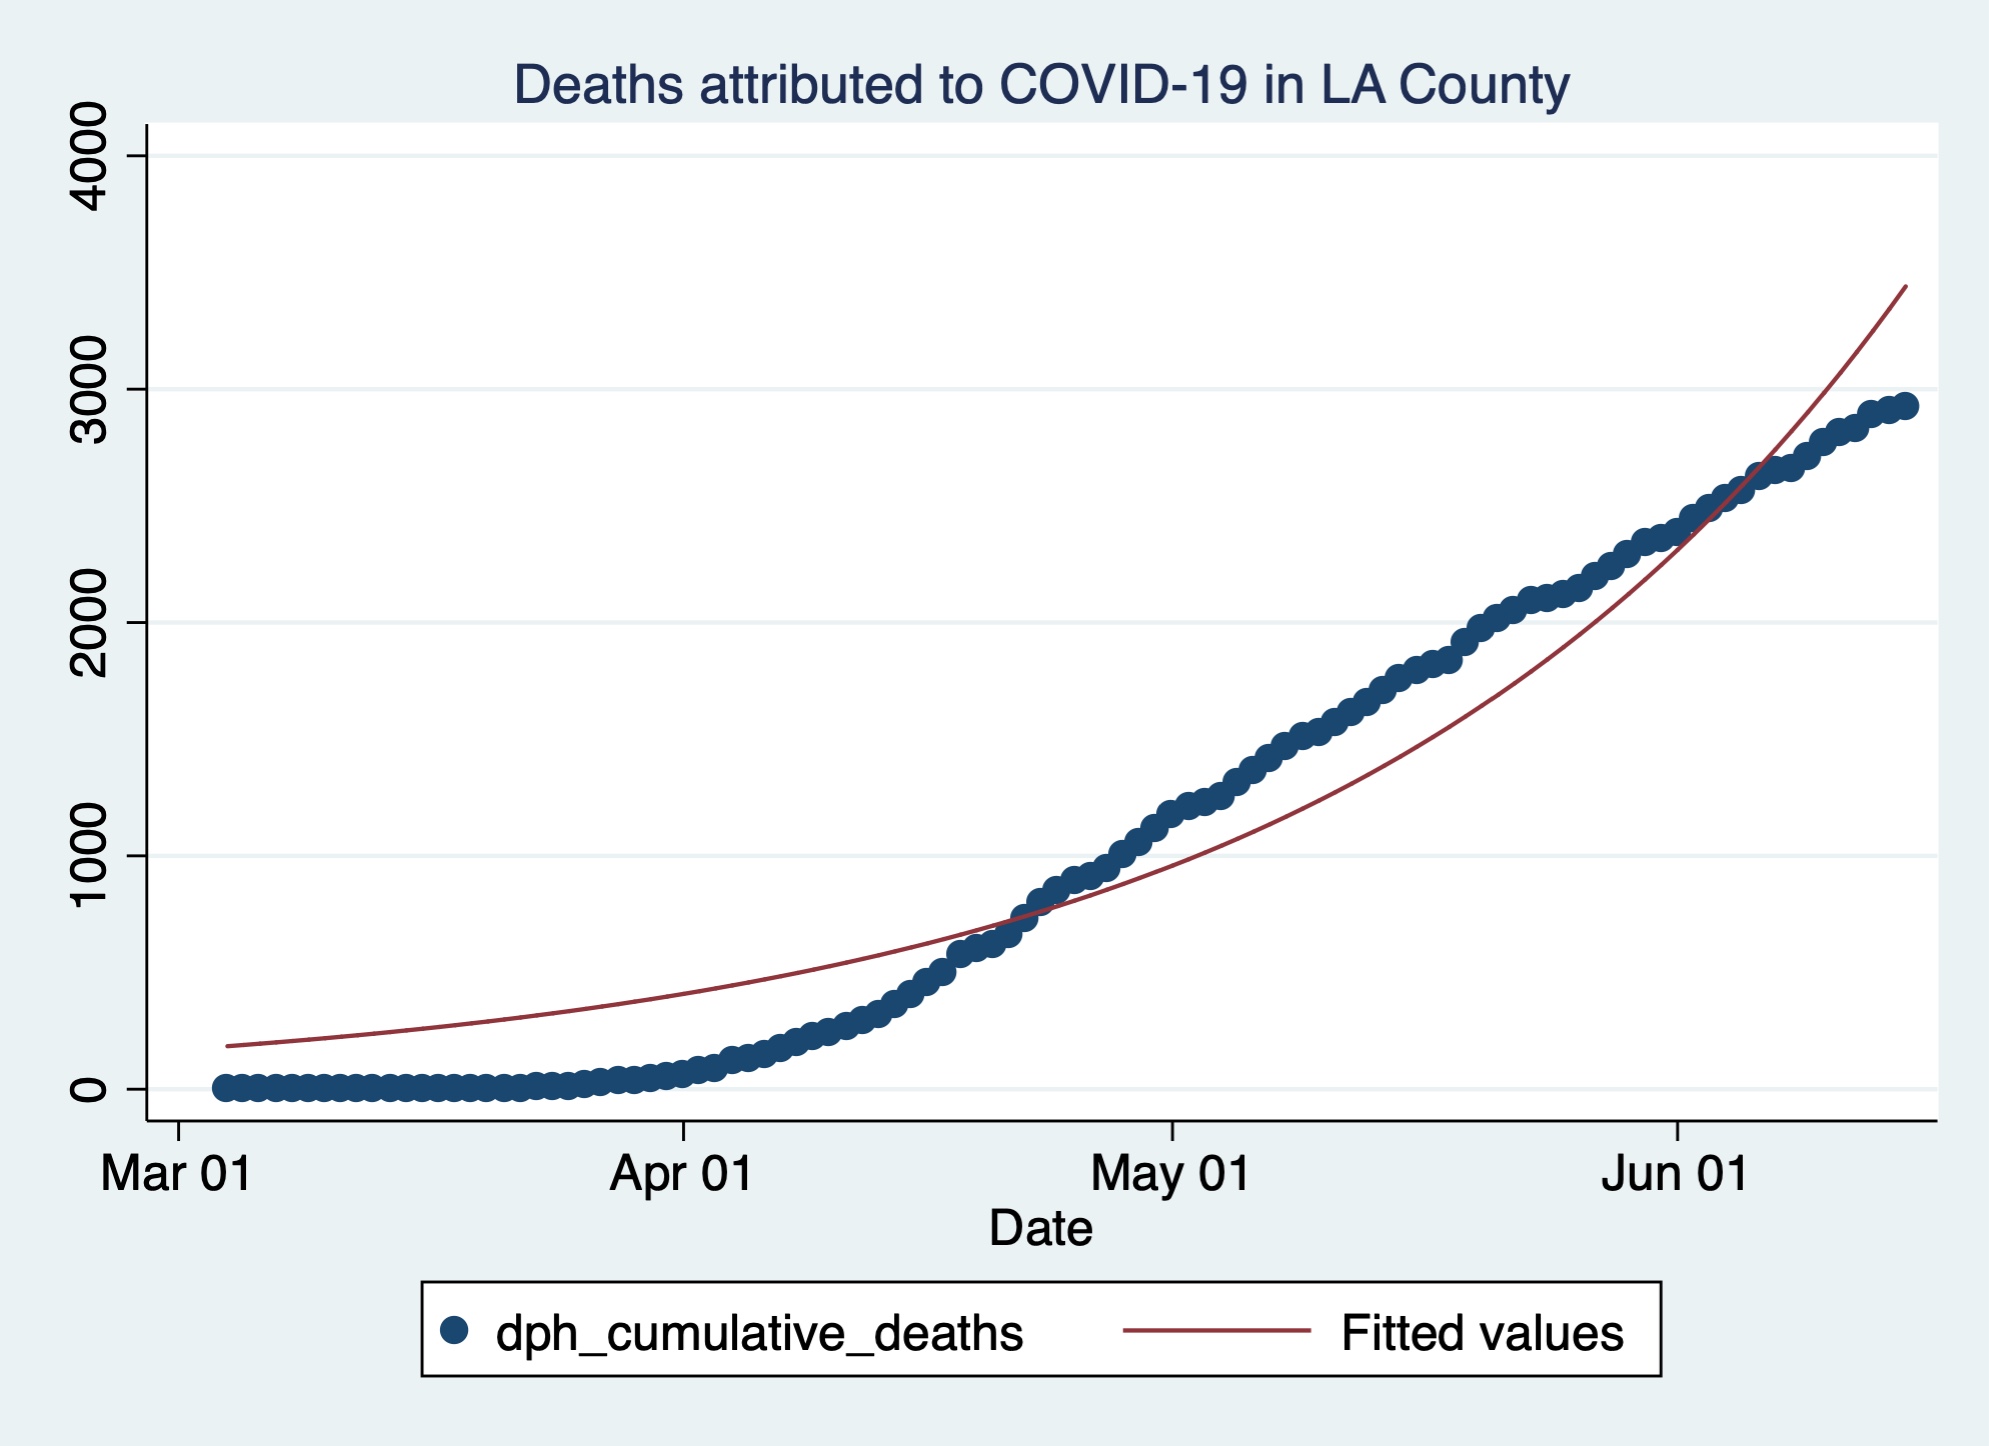 Deaths attributed to COVID-19 in LA County
4000
3000
2000
1000
0
Mar 01 Apr 01 May 01 Jun 01
Date
dph_cumulative_deaths Fitted values